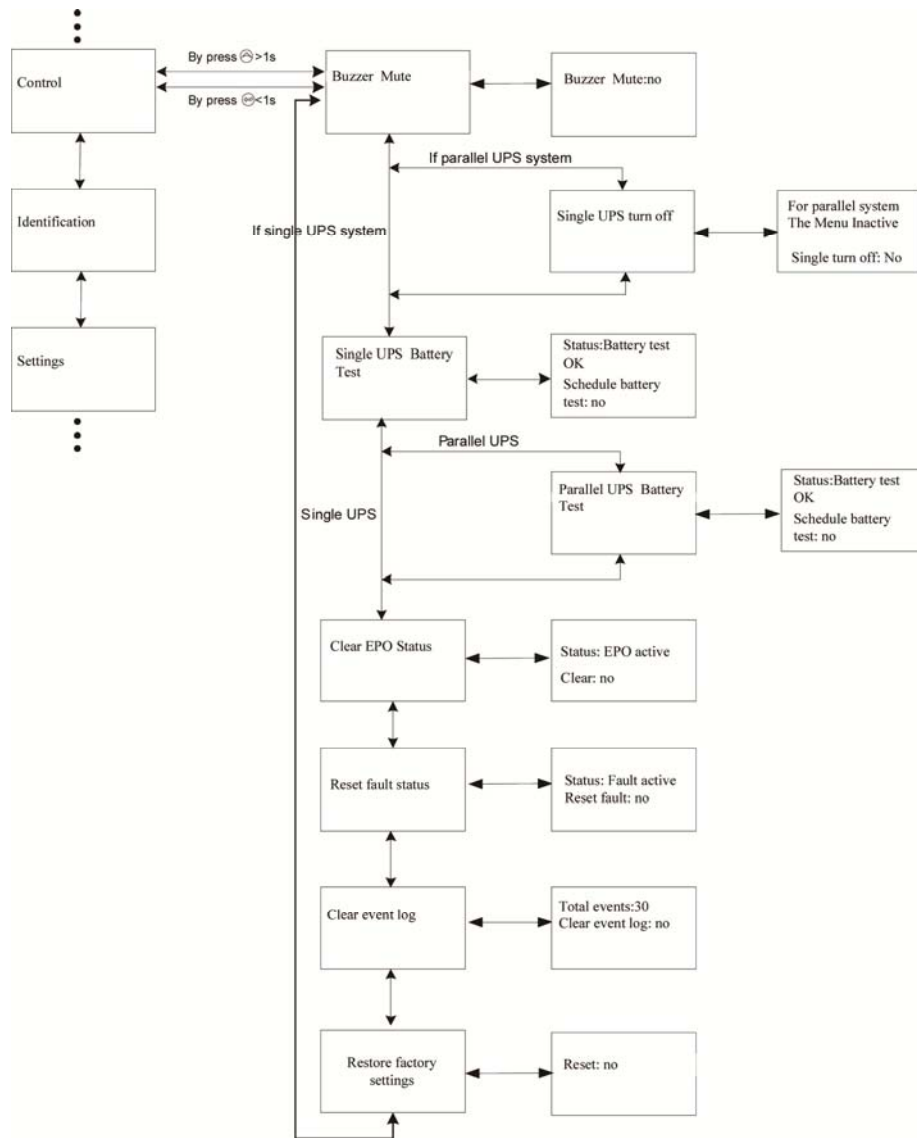 Control
By press >1s
By press <1s
Buzzer Mute
Buzzer Mute:no
If parallel UPS system
Identification
If single UPS system
Single UPS turn off
For parallel system
The Menu Inactive
Single turn off: No
Settings
Single UPS Battery
Test
Status:Battery test
OK
Schedule battery
test: no
Parallel UPS
Single UPS
Parallel UPS Battery
Test
Status:Battery test
OK
Schedule battery
test: no
Clear EPO Status
Status: EPO active
Clear: no
Reset fault status
Status: Fault active
Reset fault: no
Clear event log
Total events:30
Clear event log: no
Restore factory
settings
Reset: no